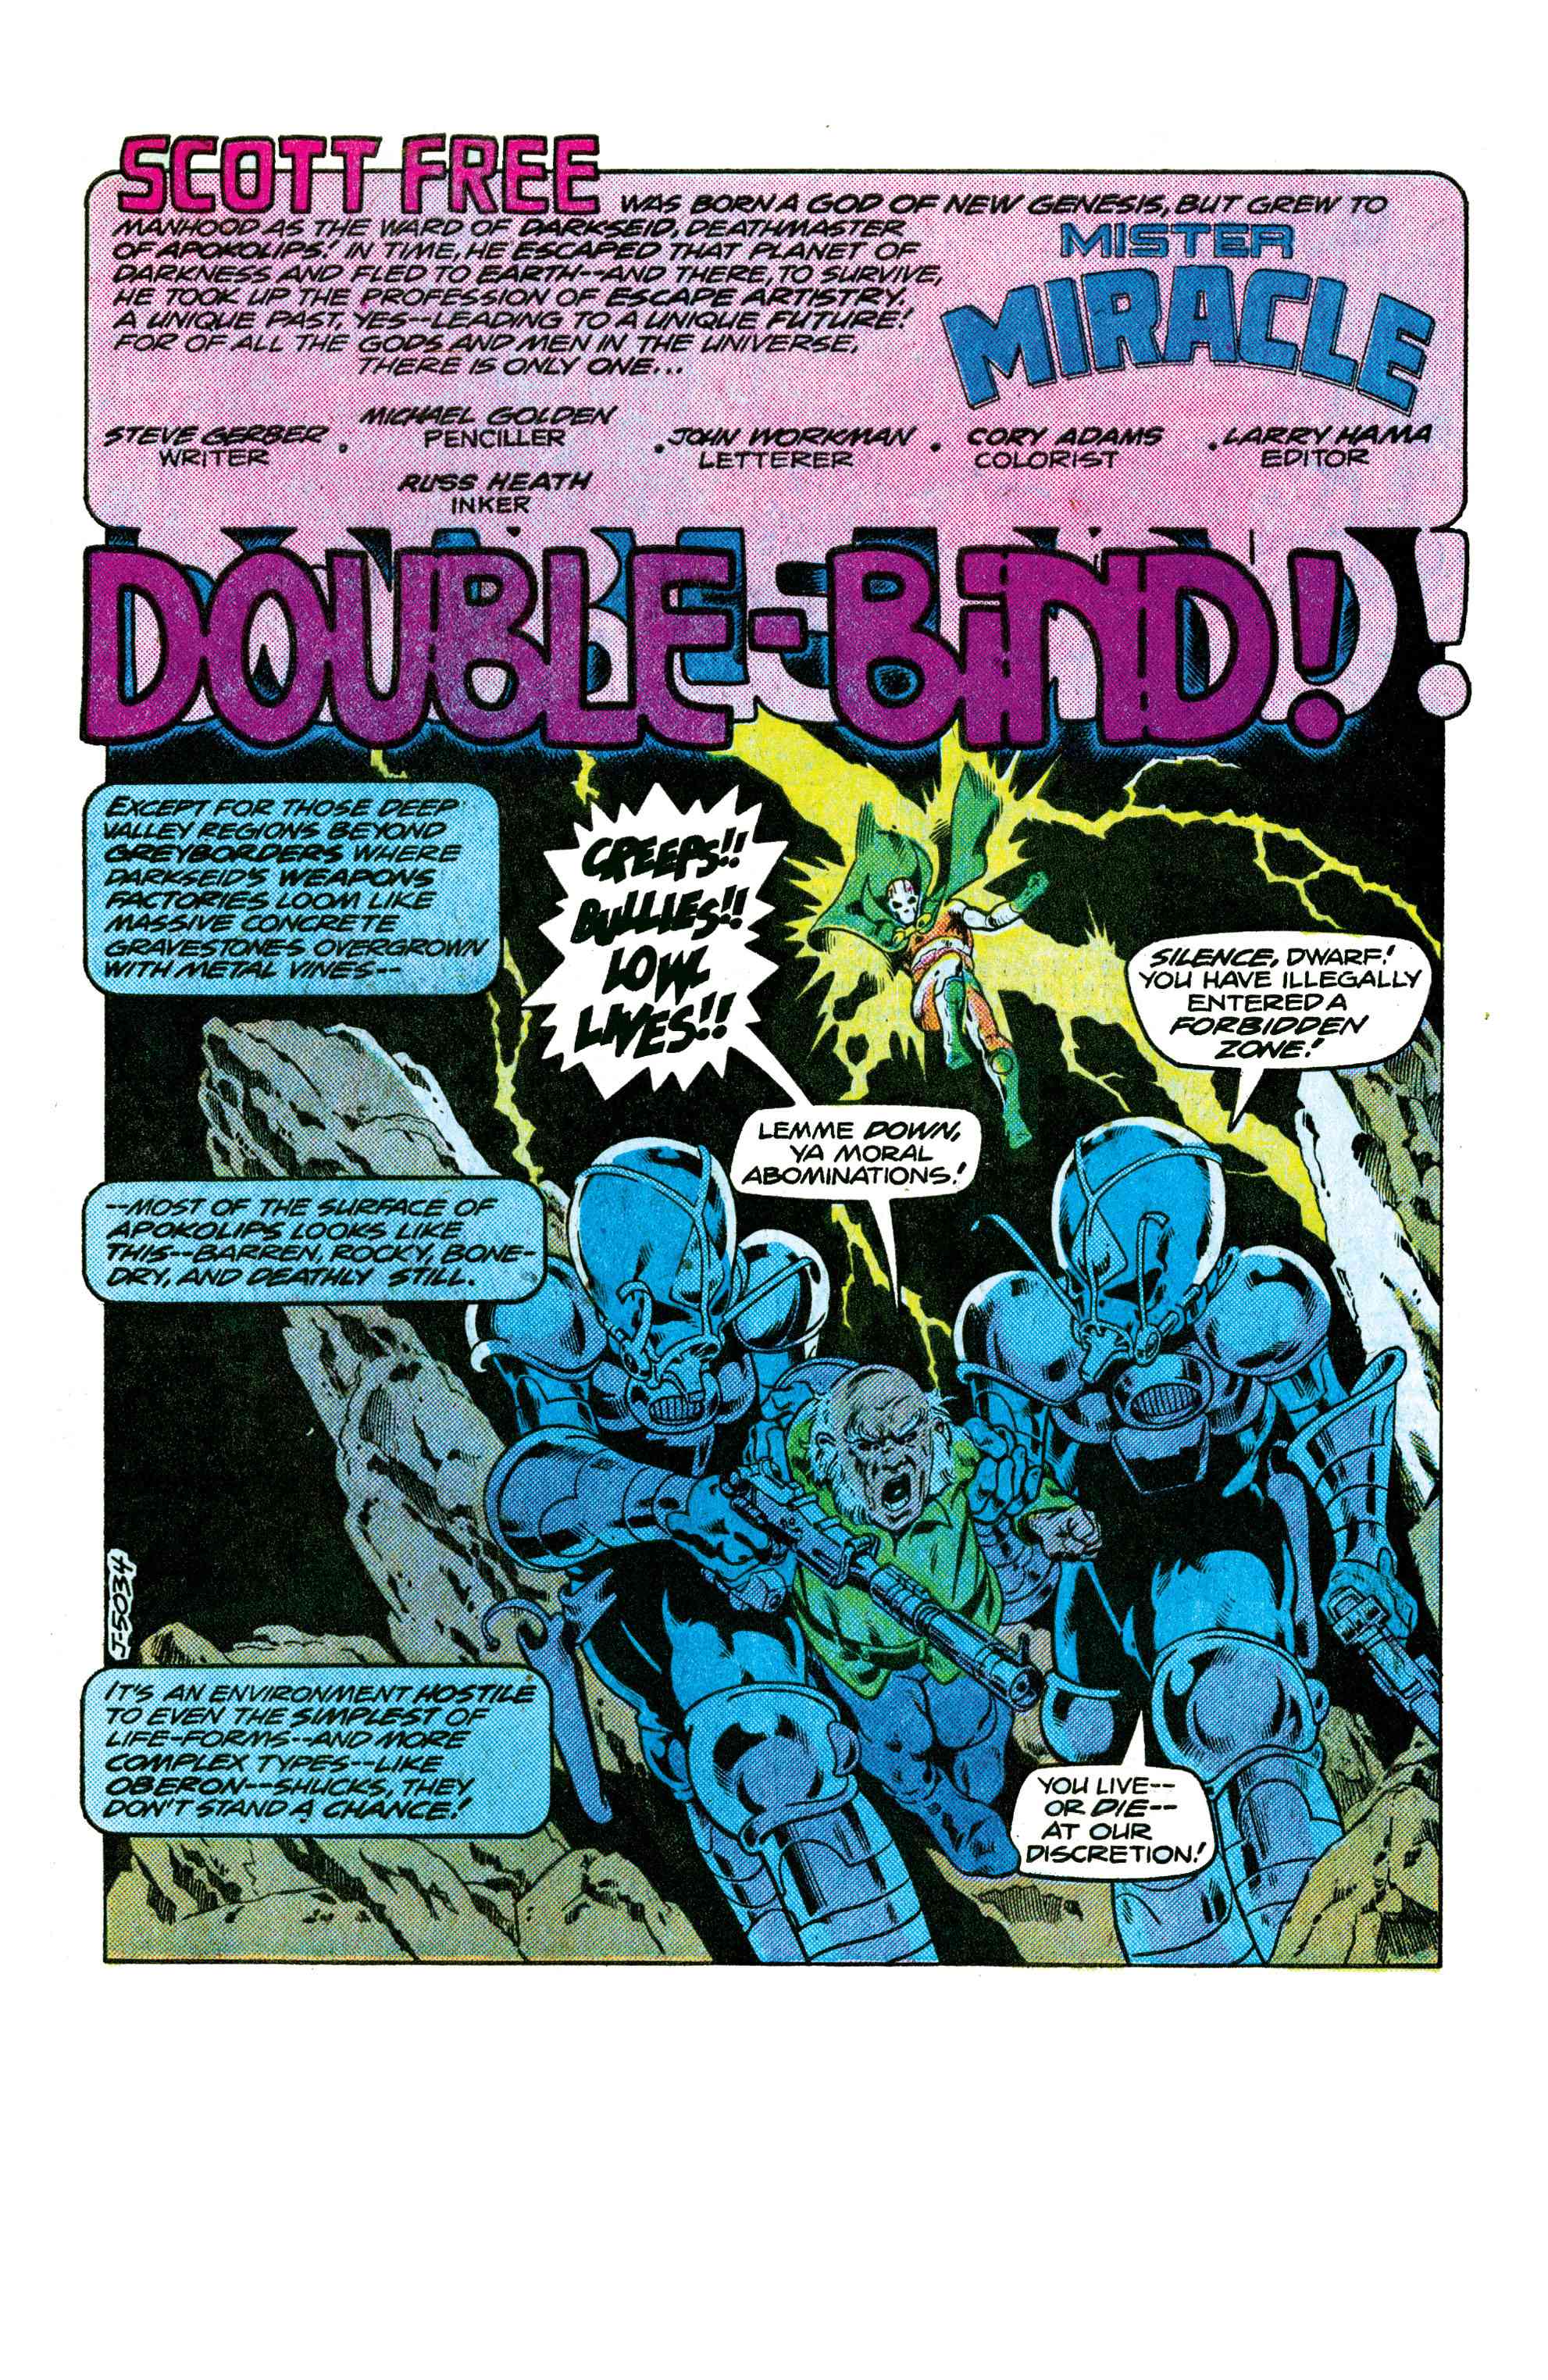 SCOTT FREE WAS BORN A GOD OF NEW GENESIS, BUT GREW TO
MANHOOD AS THE WARD OF DARKSEID, DEATHMASTER
OF APOKOLIPS! IN TIME, HE ESCAPED THAT PLANET OF
DARKNESS AND FLED TO EARTH--AND THERE, TO SURVIVE,
HE TOOK UP THE PROFESSION OF ESCAPE ARTISTRY.
A UNIQUE PAST, YES--LEADING TO A UNIQUE FUTURE!
FOR OF ALL THE GODS AND MEN IN THE UNIVERSE,
THERE IS ONLY ONE...
MISTER
MIRACLE
STEVE GERBER
WRITER
MICHAEL GOLDEN
PENCILLER
RUSS HEATH
INKER
JOHN WORKMAN
LETTERER
CORY ADAMS
COLORIST
LARRY HAMA
EDITOR
DOUBLE-BIND!
EXCEPT FOR THOSE DEEP
VALLEY REGIONS BEYOND
GREYBORDERS WHERE
DARKSEID'S WEAPONS
FACTORIES LOOM LIKE
MASSIVE CONCRETE
GRAVESTONES OVERGROWN
WITH METAL VINES--
CREEPS!!
BULLIES!!
LOW
LIVES!!
LEMME DOWN,
YA MORAL
ABOMINATIONS!
SILENCE, DWARF!
YOU HAVE ILLEGALLY
ENTERED A
FORBIDDEN
ZONE!
--MOST OF THE SURFACE OF
APOKOLIPS LOOKS LIKE
THIS--BARREN, ROCKY, BONE-
DRY, AND DEATHLY STILL.
IT'S AN ENVIRONMENT HOSTILE
TO EVEN THE SIMPLEST OF
LIFE-FORMS--AND MORE
COMPLEX TYPES--LIKE
OBERON--SHUCKS, THEY
DON'T STAND A CHANCE!
YOU LIVE--
OR DIE--
AT OUR
DISCRETION!
J-5034